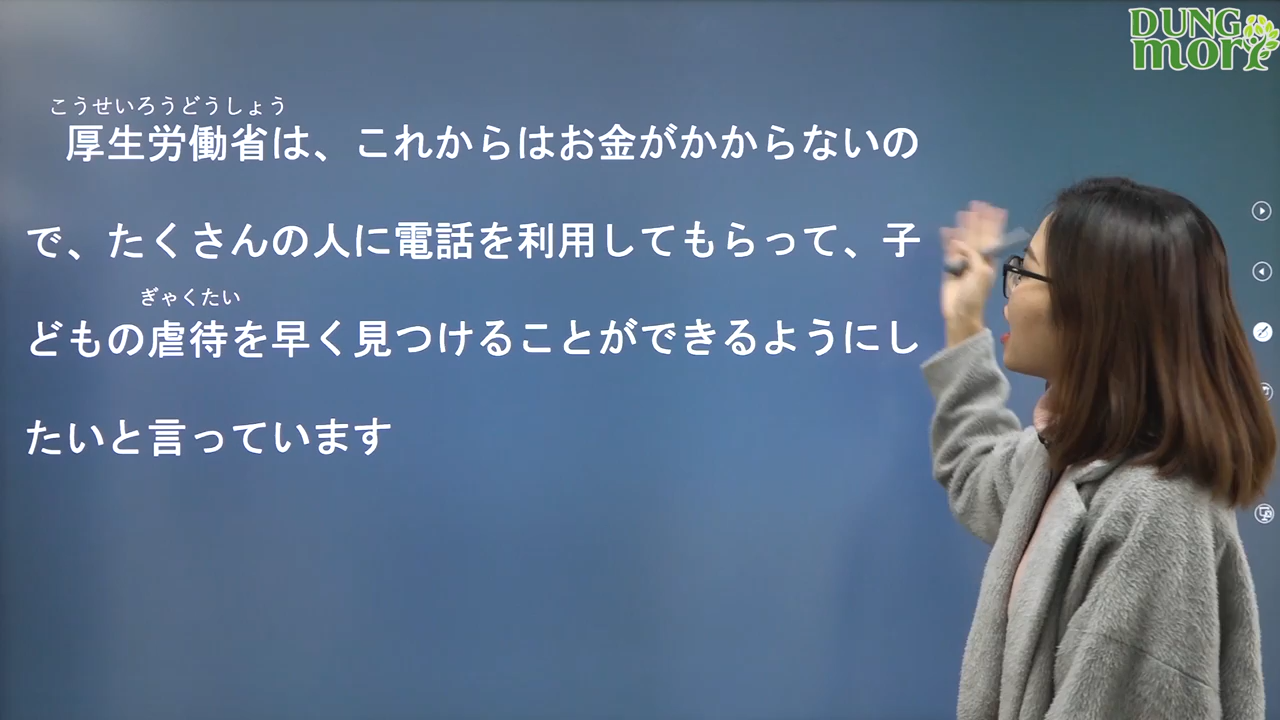 DUNG
mori
こうせいろうどうしょう
厚生労働省は、これからはお金がかからないの
で、たくさんの人に電話を利用してもらって、子
ぎゃくたい
どもの虐待を早く見つけることができるようにし
たいと言っています